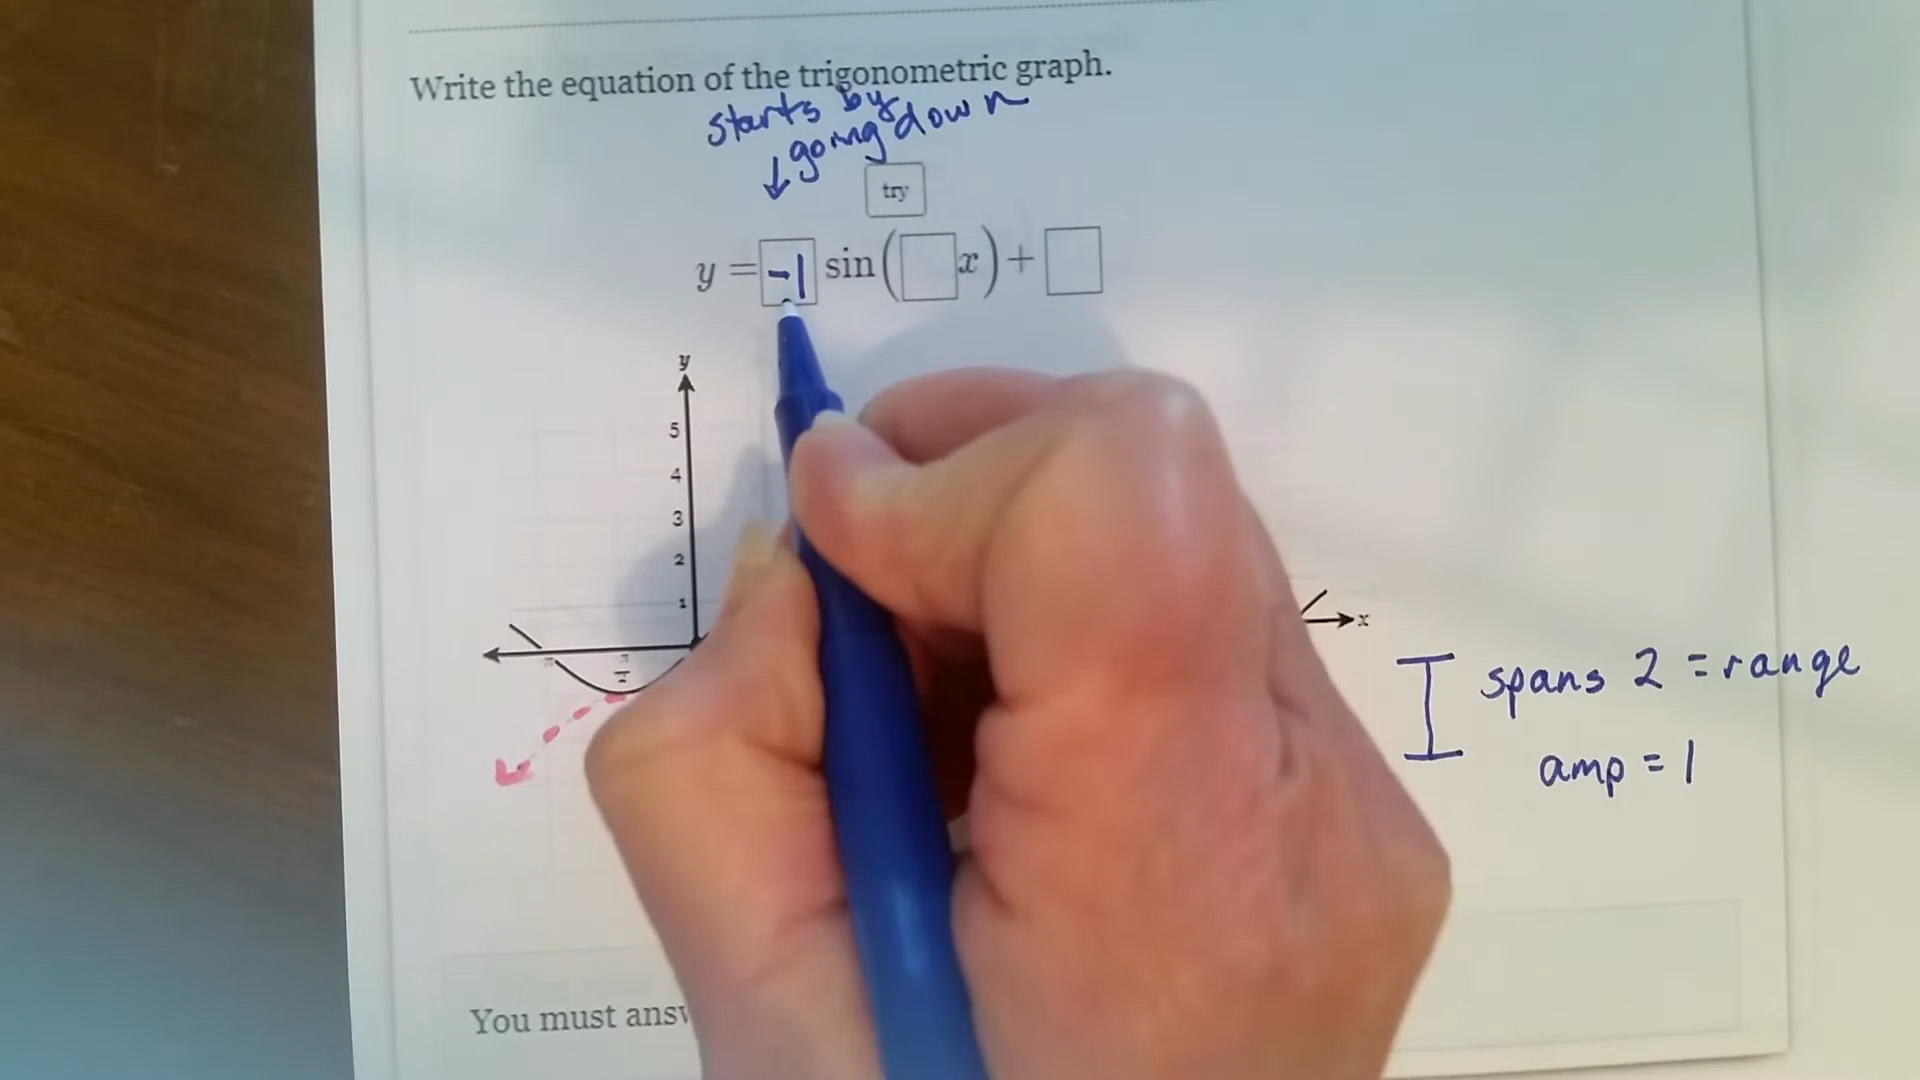 Write the equation of the trigonometric graph.
starts by
↓ going down
try
y = -1 sin(x) +
y
5
4
3
2
1
x
π/2
spans 2 = range
amp = 1
You must